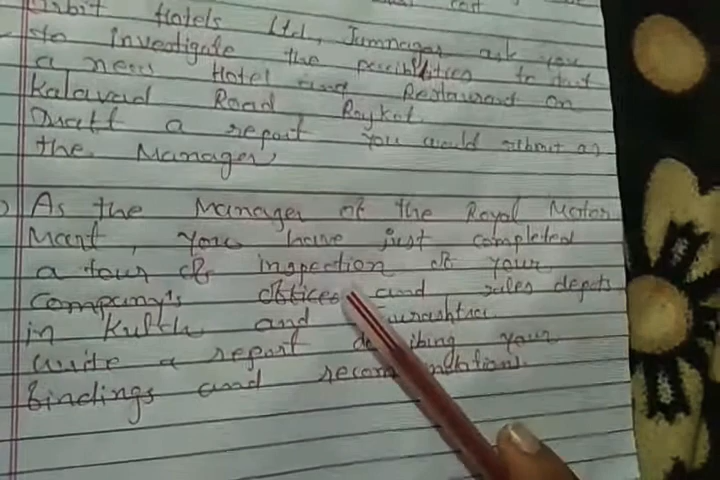 Orbit Hotels Ltd, Jamnagar ask you
to investigate the possibilities to start
a new Hotel and Restaurant on
Kalavad Road Rajkot.
Draft a report you would submit as
the Manager,
As the Manager of the Royal Motor
Mart, you have just completed
a tour of inspection of your
Company's offices and sales depots
in Kutch and
write a report your
findings and